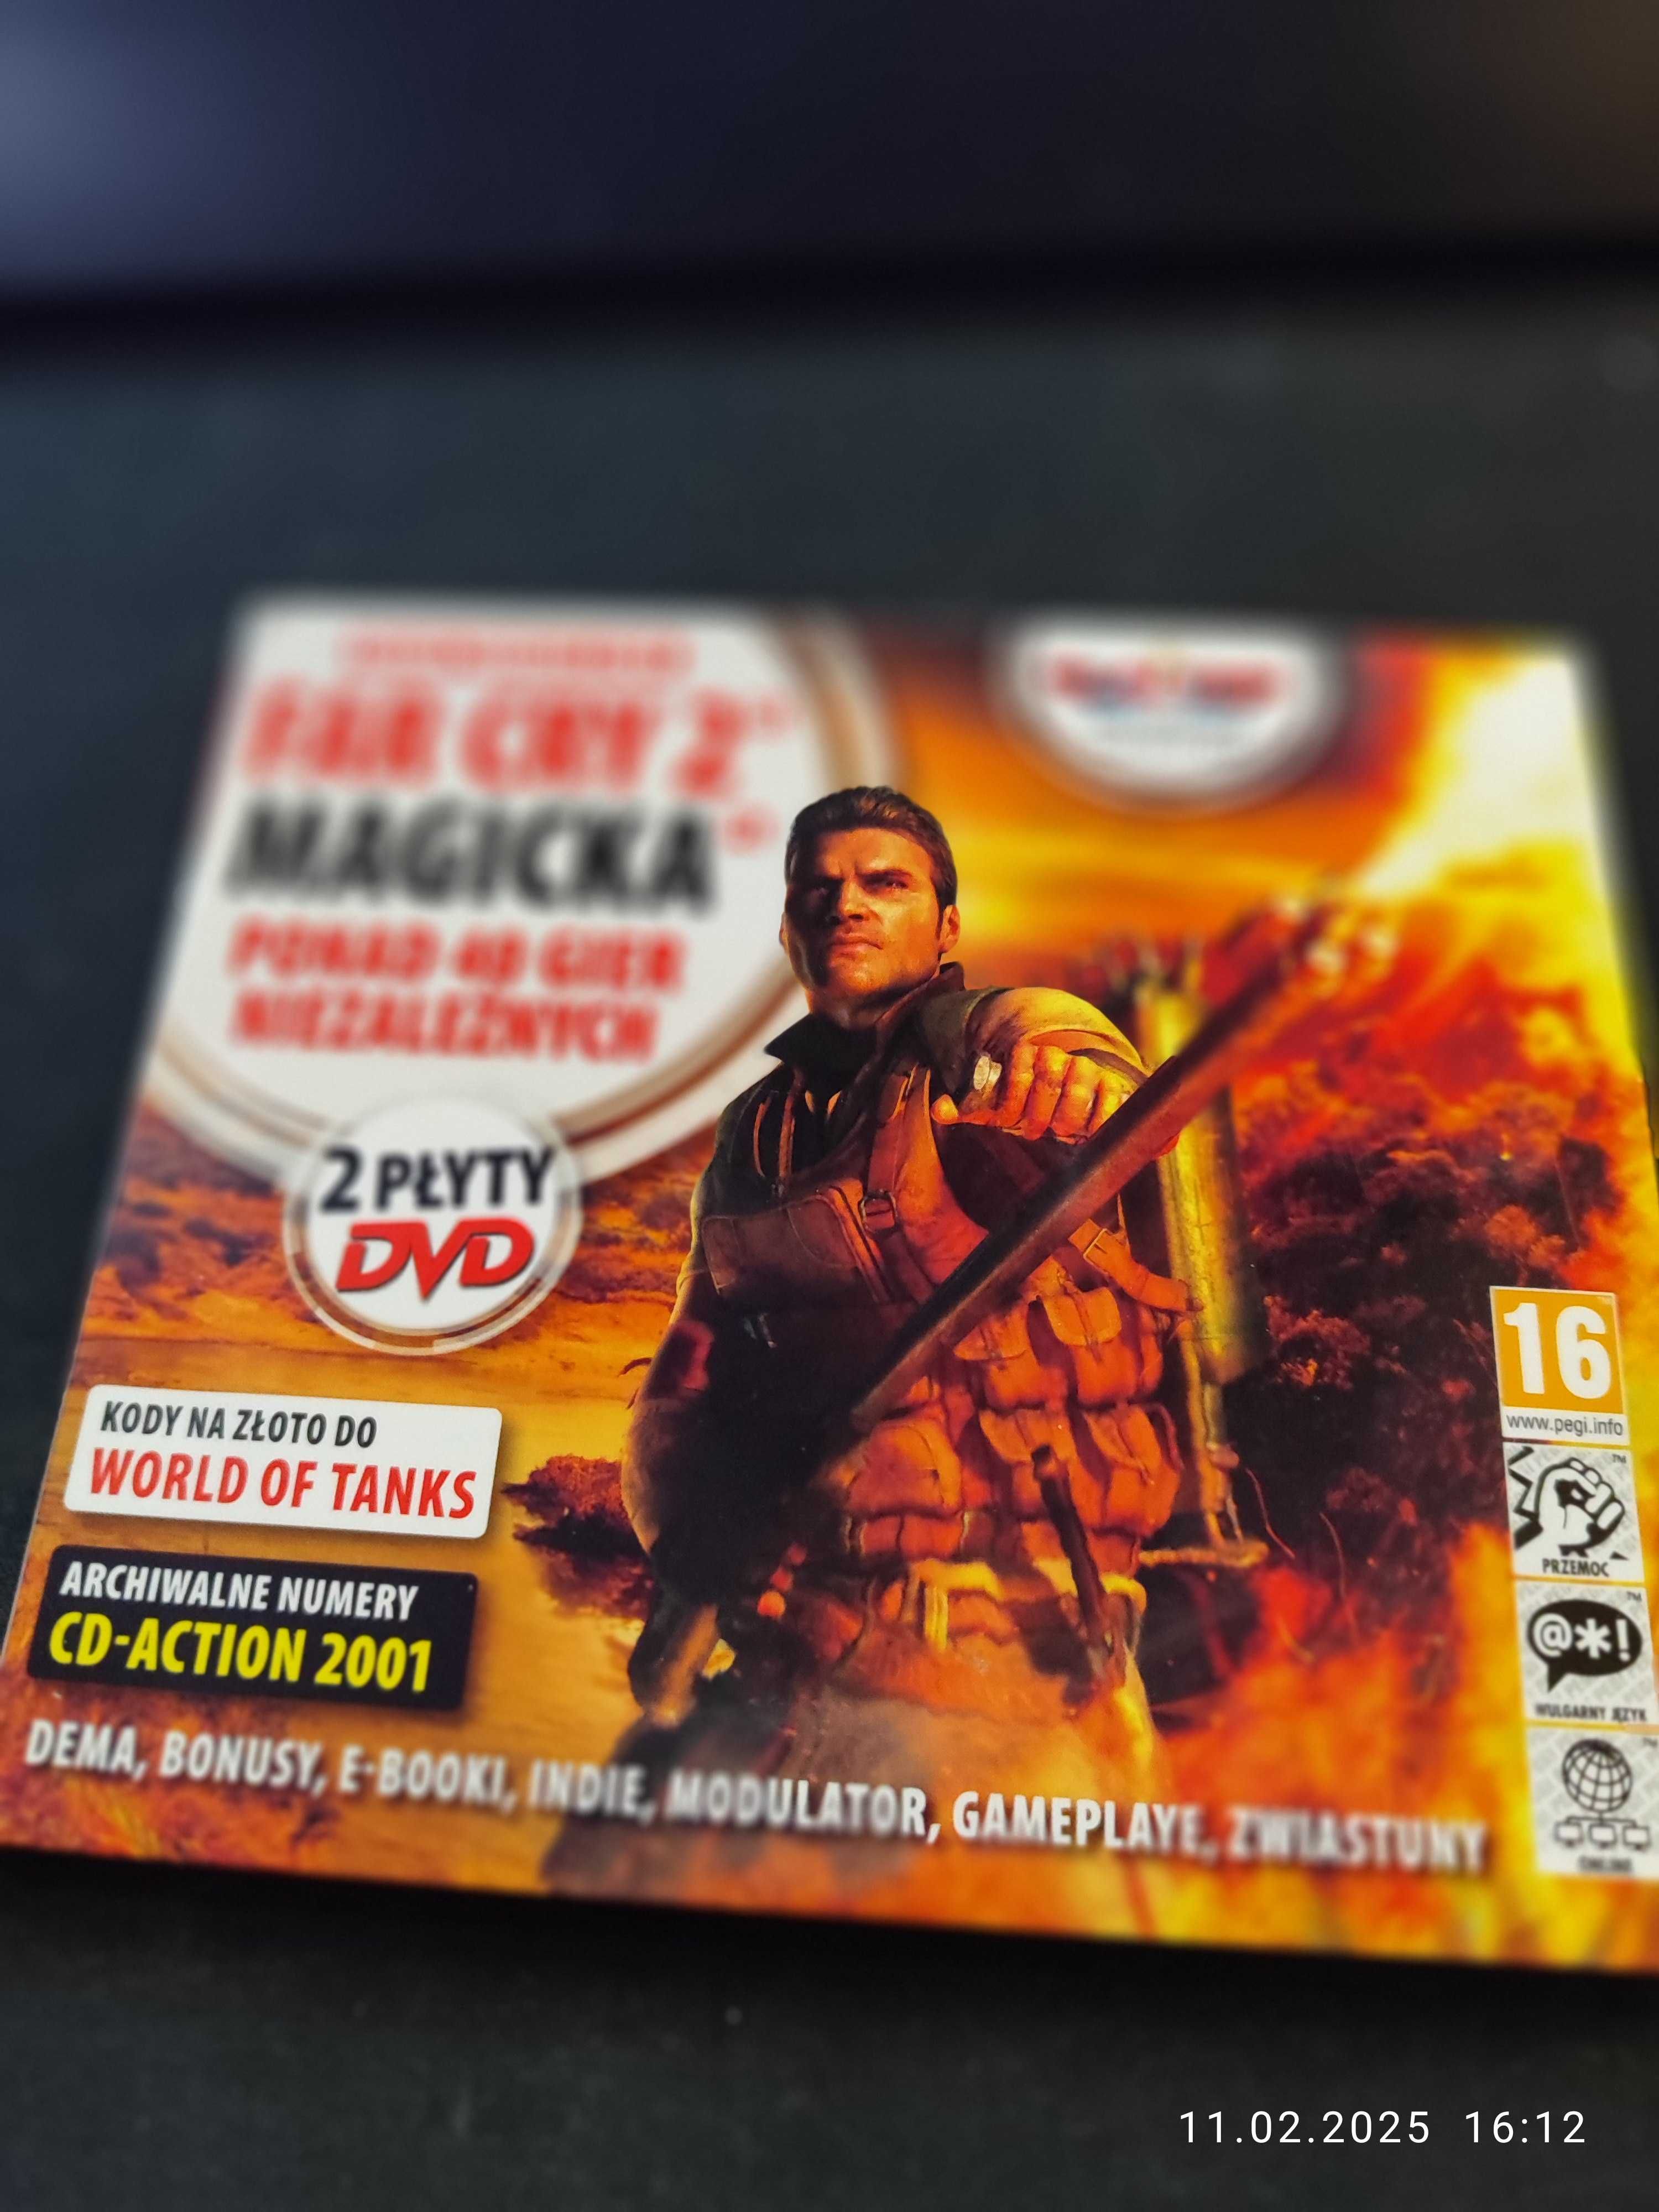 FAR CRY 2
MAGICKA
PONAD 40 GIER
NIEZALEŻNYCH
2 PŁYTY
DVD
KODY NA ZŁOTO DO
WORLD OF TANKS
ARCHIWALNE NUMERY
CD-ACTION 2001
DEMA, BONUSY, E-BOOKI, INDIE, MODULATOR, GAMEPLAYE, ZWIASTUNY
16
www.pegi.info
PRZEMOC
@*!
WULGARNY JĘZYK
ONLINE
11.02.2025 16:12